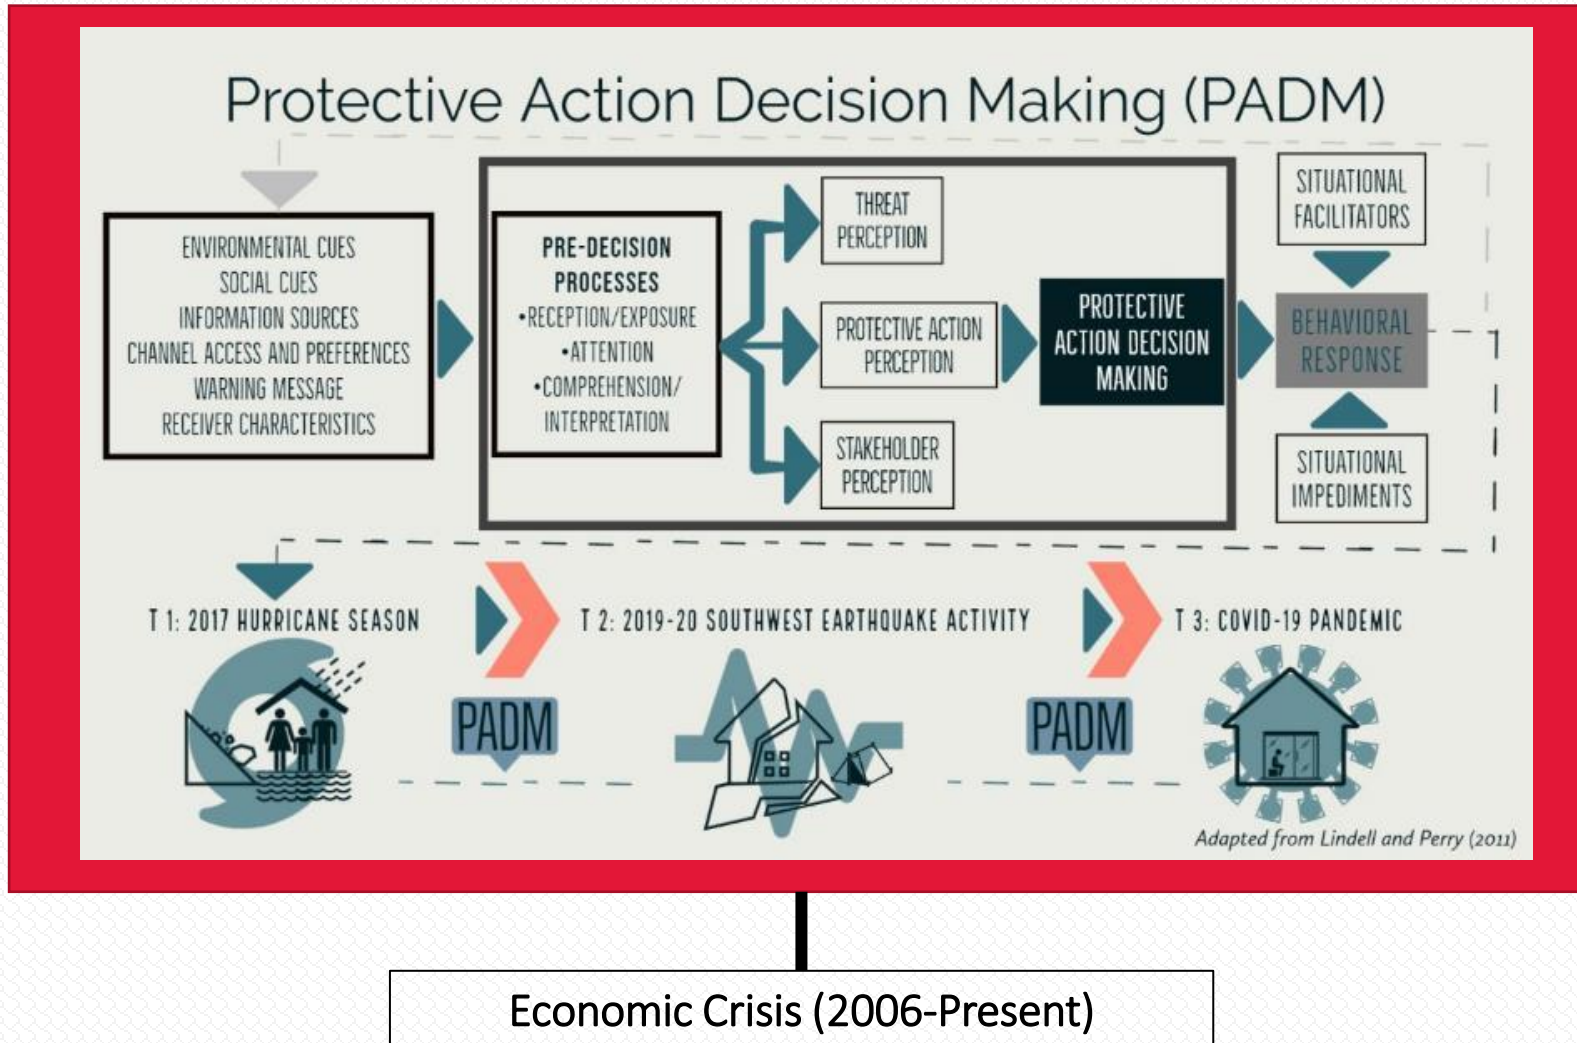 Protective Action Decision Making (PADM)
ENVIRONMENTAL CUES
SOCIAL CUES
INFORMATION SOURCES
CHANNEL ACCESS AND PREFERENCES
WARNING MESSAGE
RECEIVER CHARACTERISTICS
PRE-DECISION
PROCESSES
•RECEPTION/EXPOSURE
•ATTENTION
•COMPREHENSION/
INTERPRETATION
THREAT
PERCEPTION
PROTECTIVE ACTION
PERCEPTION
STAKEHOLDER
PERCEPTION
PROTECTIVE
ACTION DECISION
MAKING
SITUATIONAL
FACILITATORS
BEHAVIORAL
RESPONSE
SITUATIONAL
IMPEDIMENTS
T 1: 2017 HURRICANE SEASON
T 2: 2019-20 SOUTHWEST EARTHQUAKE ACTIVITY
T 3: COVID-19 PANDEMIC
PADM
PADM
Adapted from Lindell and Perry (2011)
Economic Crisis (2006-Present)